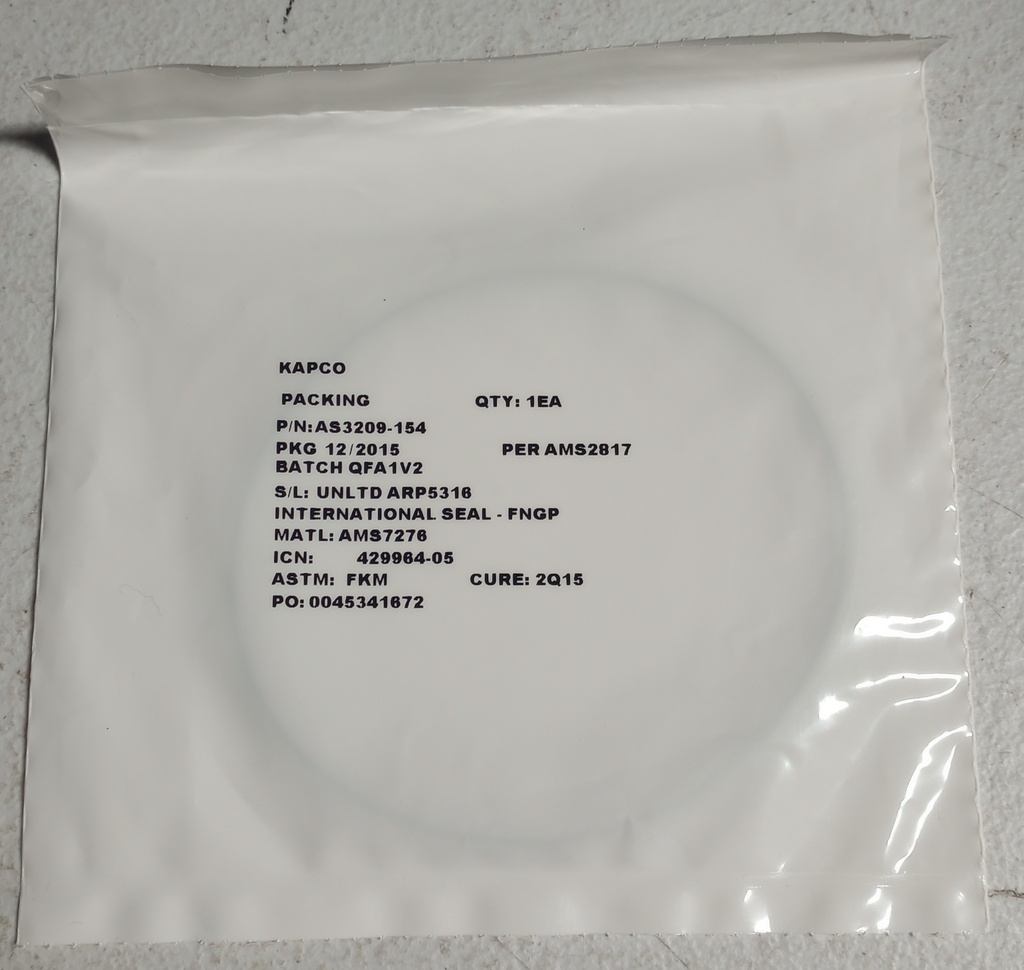 KAPCO
PACKING QTY: 1EA
P/N:AS3209-154
PKG 12/2015 PER AMS2817
BATCH QFA1V2
S/L: UNLTD ARP5316
INTERNATIONAL SEAL - FNGP
MATL: AMS7276
ICN: 429964-05
ASTM: FKM CURE: 2Q15
PO: 0045341672